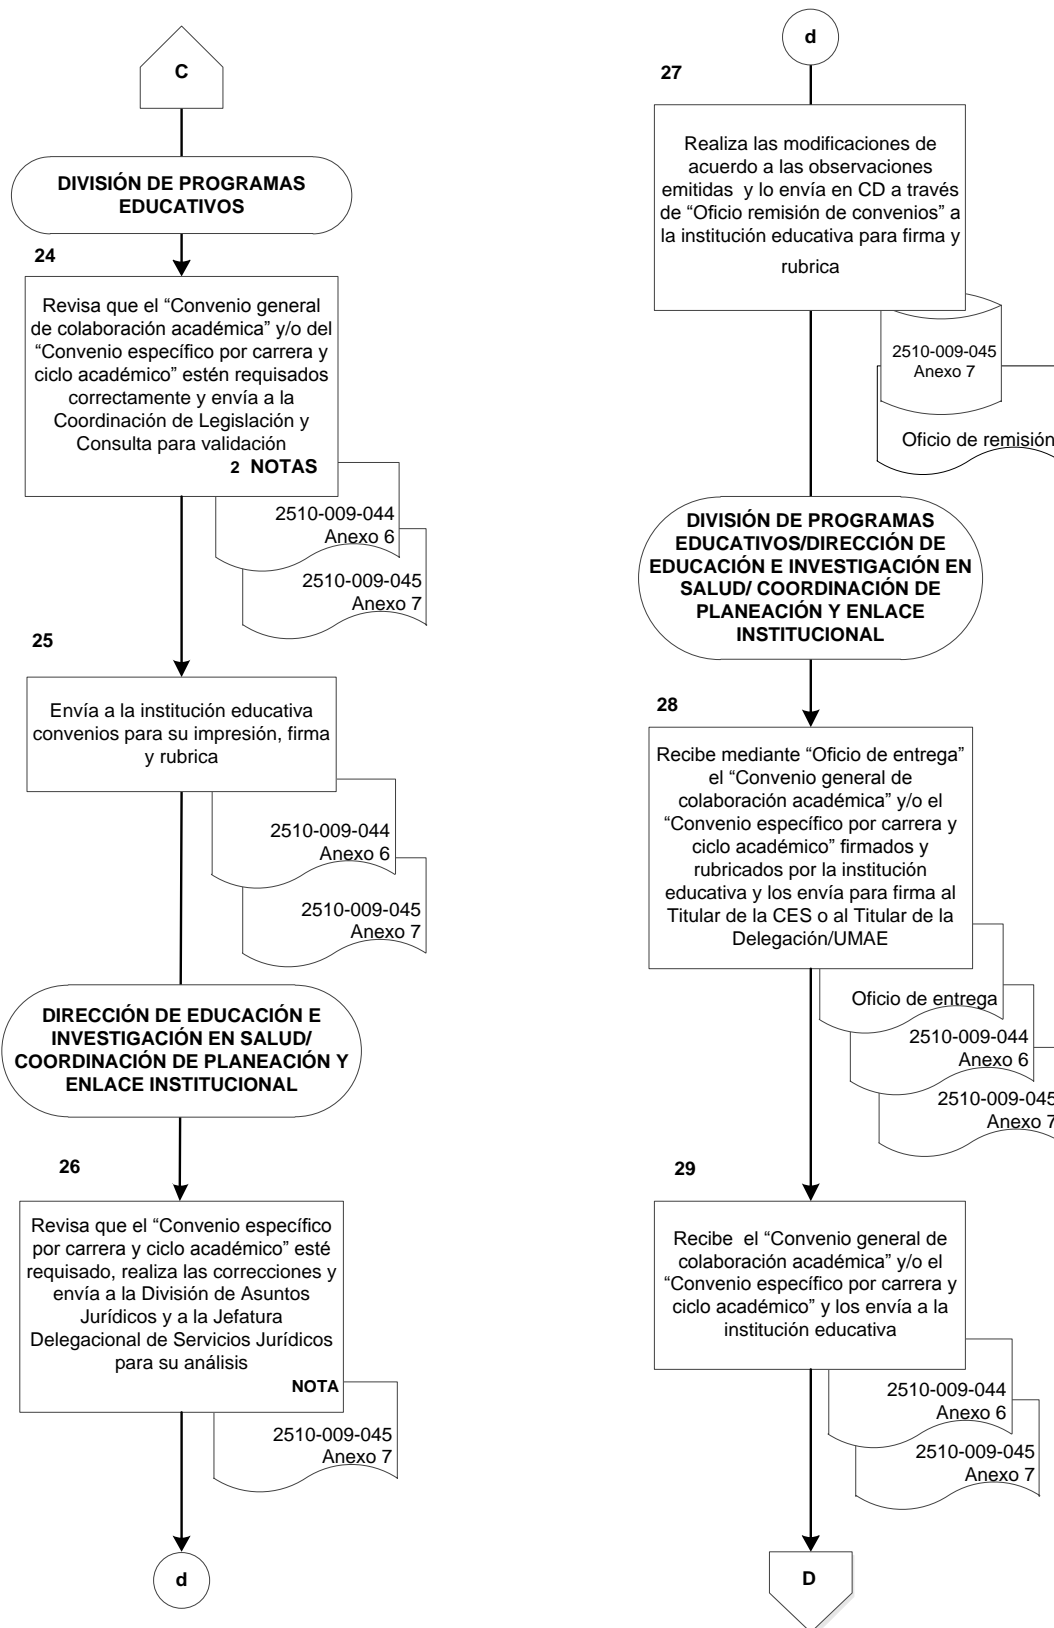 C
DIVISIÓN DE PROGRAMAS
EDUCATIVOS
24
Revisa que el “Convenio general
de colaboración académica” y/o del
“Convenio específico por carrera y
ciclo académico” estén requisados
correctamente y envía a la
Coordinación de Legislación y
Consulta para validación
2 NOTAS
2510-009-044
Anexo 6
2510-009-045
Anexo 7
25
Envía a la institución educativa
convenios para su impresión, firma
y rubrica
2510-009-044
Anexo 6
2510-009-045
Anexo 7
DIRECCIÓN DE EDUCACIÓN E
INVESTIGACIÓN EN SALUD/
COORDINACIÓN DE PLANEACIÓN Y
ENLACE INSTITUCIONAL
26
Revisa que el “Convenio específico
por carrera y ciclo académico” esté
requisado, realiza las correcciones y
envía a la División de Asuntos
Jurídicos y a la Jefatura
Delegacional de Servicios Jurídicos
para su análisis
NOTA
2510-009-045
Anexo 7
d
d
27
Realiza las modificaciones de
acuerdo a las observaciones
emitidas y lo envía en CD a través
de “Oficio remisión de convenios” a
la institución educativa para firma y
rubrica
2510-009-045
Anexo 7
Oficio de remisión
DIVISIÓN DE PROGRAMAS
EDUCATIVOS/DIRECCIÓN DE
EDUCACIÓN E INVESTIGACIÓN EN
SALUD/ COORDINACIÓN DE
PLANEACIÓN Y ENLACE
INSTITUCIONAL
28
Recibe mediante “Oficio de entrega”
el “Convenio general de
colaboración académica” y/o el
“Convenio específico por carrera y
ciclo académico” firmados y
rubricados por la institución
educativa y los envía para firma al
Titular de la CES o al Titular de la
Delegación/UMAE
Oficio de entrega
2510-009-044
Anexo 6
2510-009-045
Anexo 7
29
Recibe el “Convenio general de
colaboración académica” y/o el
“Convenio específico por carrera y
ciclo académico” y los envía a la
institución educativa
2510-009-044
Anexo 6
2510-009-045
Anexo 7
D